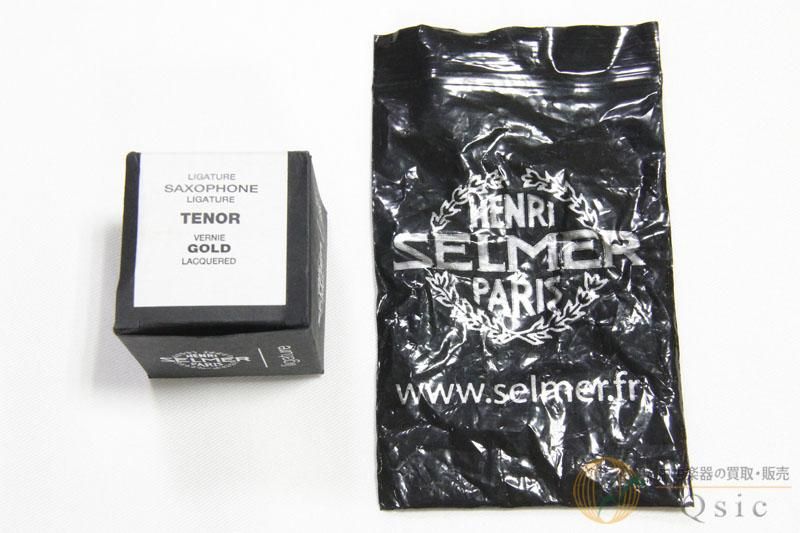 LIGATURE
SAXOPHONE
LIGATURE
TENOR
VERNIE
GOLD
LACQUERED
HENRI
SELMER
PARIS
ligature
HENRI
SELMER
PARIS
www.selmer.fr
楽器の買取・販売
Qsic